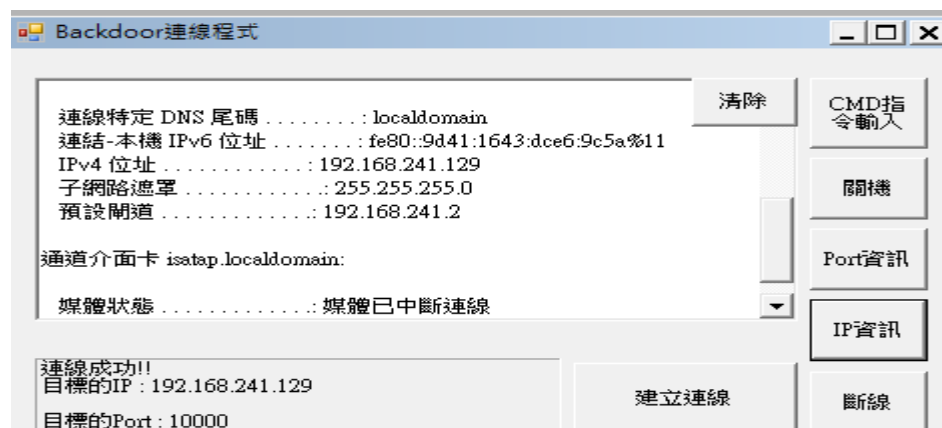 Backdoor連線程式
連線特定 DNS 尾碼 . . . . . . . . : localdomain
連結-本機 IPv6 位址 . . . . . . . : fe80::9d41:1643:dce6:9c5a%11
IPv4 位址 . . . . . . . . . . . . : 192.168.241.129
子網路遮罩 . . . . . . . . . . . .: 255.255.255.0
預設閘道 . . . . . . . . . . . . .: 192.168.241.2
通道介面卡 isatap.localdomain:
媒體狀態 . . . . . . . . . . . . .: 媒體已中斷連線
清除
CMD指
令輸入
關機
Port資訊
IP資訊
斷線
連線成功!!
目標的IP : 192.168.241.129
目標的Port : 10000
建立連線